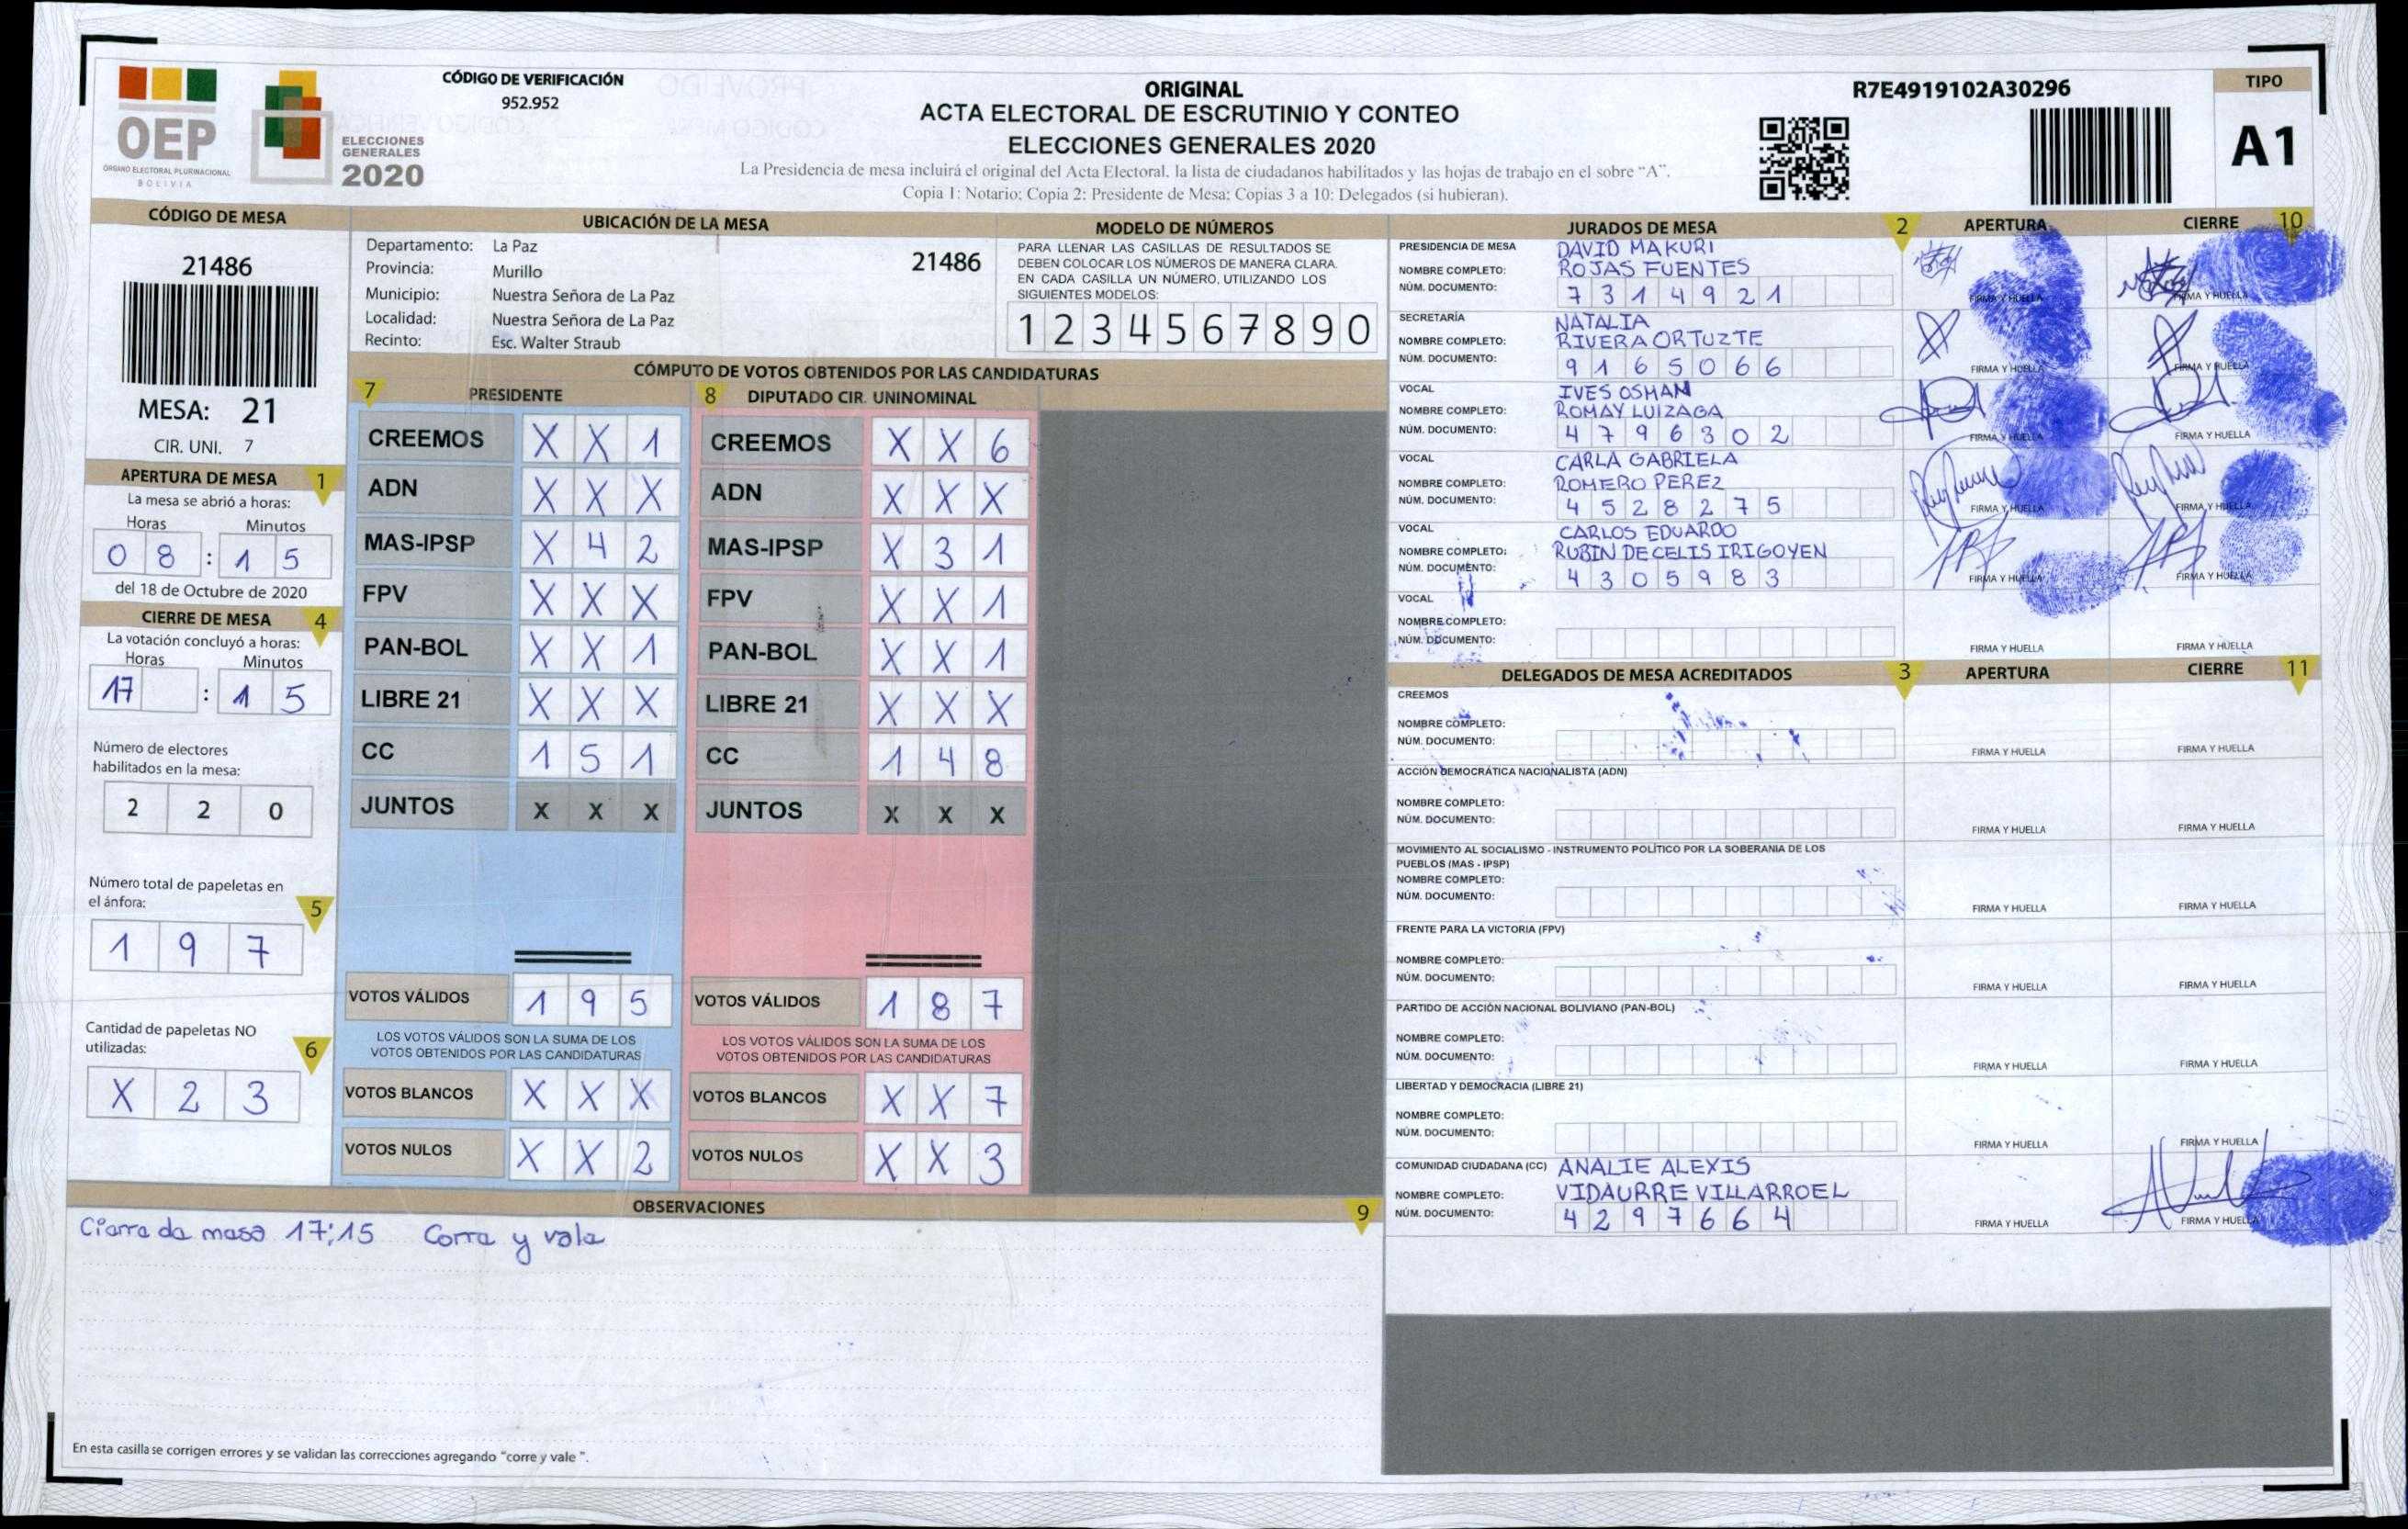 OEP
ÓRGANO ELECTORAL PLURINACIONAL
BOLIVIA
ELECCIONES
GENERALES
2020
CÓDIGO DE VERIFICACIÓN
952.952
ORIGINAL
ACTA ELECTORAL DE ESCRUTINIO Y CONTEO
ELECCIONES GENERALES 2020
La Presidencia de mesa incluirá el original del Acta Electoral, la lista de ciudadanos habilitados y las hojas de trabajo en el sobre "A".
Copia 1: Notario; Copia 2: Presidente de Mesa; Copias 3 a 10: Delegados (si hubieran).
R7E4919102A30296
TIPO
A1
CÓDIGO DE MESA
21486
MESA: 21
CIR. UNI. 7
APERTURA DE MESA 1
La mesa se abrió a horas:
Horas Minutos
0 8 : 1 5
del 18 de Octubre de 2020
CIERRE DE MESA 4
La votación concluyó a horas:
Horas Minutos
17 : 1 5
Número de electores
habilitados en la mesa:
2 2 0
Número total de papeletas en
el ánfora: 5
1 9 7
Cantidad de papeletas NO
utilizadas: 6
X 2 3
UBICACIÓN DE LA MESA
Departamento: La Paz
Provincia: Murillo
Municipio: Nuestra Señora de La Paz
Localidad: Nuestra Señora de La Paz
Recinto: Esc. Walter Straub
21486
MODELO DE NÚMEROS
PARA LLENAR LAS CASILLAS DE RESULTADOS SE
DEBEN COLOCAR LOS NÚMEROS DE MANERA CLARA.
EN CADA CASILLA UN NÚMERO, UTILIZANDO LOS
SIGUIENTES MODELOS:
1 2 3 4 5 6 7 8 9 0
CÓMPUTO DE VOTOS OBTENIDOS POR LAS CANDIDATURAS
7 PRESIDENTE
CREEMOS X X 1
ADN X X X
MAS-IPSP X 4 2
FPV X X X
PAN-BOL X X 1
LIBRE 21 X X X
CC 1 5 1
JUNTOS X X X
VOTOS VÁLIDOS 1 9 5
LOS VOTOS VÁLIDOS SON LA SUMA DE LOS
VOTOS OBTENIDOS POR LAS CANDIDATURAS
VOTOS BLANCOS X X X
VOTOS NULOS X X 2
8 DIPUTADO CIR. UNINOMINAL
CREEMOS X X 6
ADN X X X
MAS-IPSP X 3 1
FPV X X 1
PAN-BOL X X 1
LIBRE 21 X X X
CC 1 4 8
JUNTOS X X X
VOTOS VÁLIDOS 1 8 7
LOS VOTOS VÁLIDOS SON LA SUMA DE LOS
VOTOS OBTENIDOS POR LAS CANDIDATURAS
VOTOS BLANCOS X X 7
VOTOS NULOS X X 3
OBSERVACIONES 9
Cierre de mesa 17:15 Corre y vale
En esta casilla se corrigen errores y se validan las correcciones agregando "corre y vale ".
JURADOS DE MESA 2 APERTURA CIERRE 10
PRESIDENCIA DE MESA DAVID MAKURI
NOMBRE COMPLETO: ROJAS FUENTES
NÚM. DOCUMENTO: 7 3 1 4 9 2 1
FIRMA Y HUELLA FIRMA Y HUELLA
SECRETARÍA NATALIA
NOMBRE COMPLETO: RIVERA ORTUZTE
NÚM. DOCUMENTO: 9 1 6 5 0 6 6
FIRMA Y HUELLA FIRMA Y HUELLA
VOCAL IVES OSMAN
NOMBRE COMPLETO: ROMAY LUIZAGA
NÚM. DOCUMENTO: 4 7 9 6 3 0 2
FIRMA Y HUELLA FIRMA Y HUELLA
VOCAL CARLA GABRIELA
NOMBRE COMPLETO: ROMERO PEREZ
NÚM. DOCUMENTO: 4 5 2 8 2 7 5
FIRMA Y HUELLA FIRMA Y HUELLA
VOCAL CARLOS EDUARDO
NOMBRE COMPLETO: RUBIN DE CELIS IRIGOYEN
NÚM. DOCUMENTO: 4 3 0 5 9 8 3
FIRMA Y HUELLA FIRMA Y HUELLA
VOCAL
NOMBRE COMPLETO:
NÚM. DOCUMENTO:
FIRMA Y HUELLA FIRMA Y HUELLA
DELEGADOS DE MESA ACREDITADOS 3 APERTURA CIERRE 11
CREEMOS
NOMBRE COMPLETO:
NÚM. DOCUMENTO:
FIRMA Y HUELLA FIRMA Y HUELLA
ACCIÓN DEMOCRÁTICA NACIONALISTA (ADN)
NOMBRE COMPLETO:
NÚM. DOCUMENTO:
FIRMA Y HUELLA FIRMA Y HUELLA
MOVIMIENTO AL SOCIALISMO - INSTRUMENTO POLÍTICO POR LA SOBERANIA DE LOS
PUEBLOS (MAS - IPSP)
NOMBRE COMPLETO:
NÚM. DOCUMENTO:
FIRMA Y HUELLA FIRMA Y HUELLA
FRENTE PARA LA VICTORIA (FPV)
NOMBRE COMPLETO:
NÚM. DOCUMENTO:
FIRMA Y HUELLA FIRMA Y HUELLA
PARTIDO DE ACCIÓN NACIONAL BOLIVIANO (PAN-BOL)
NOMBRE COMPLETO:
NÚM. DOCUMENTO:
FIRMA Y HUELLA FIRMA Y HUELLA
LIBERTAD Y DEMOCRACIA (LIBRE 21)
NOMBRE COMPLETO:
NÚM. DOCUMENTO:
FIRMA Y HUELLA FIRMA Y HUELLA
COMUNIDAD CIUDADANA (CC) ANALIE ALEXIS
NOMBRE COMPLETO: VIDAURRE VILLARROEL
NÚM. DOCUMENTO: 4 2 9 7 6 6 4
FIRMA Y HUELLA FIRMA Y HUELLA